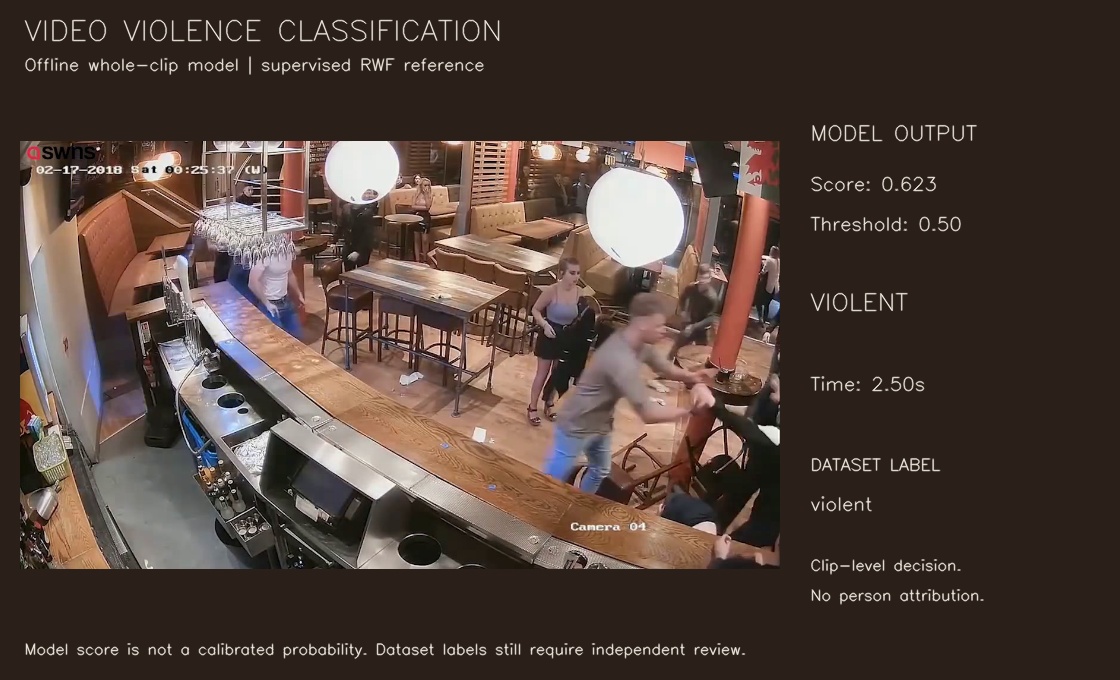 VIDEO VIOLENCE CLASSIFICATION
Offline whole-clip model | supervised RWF reference
aswns
02-17-2018 Sat 00:25:37 (W)
Camera 04
MODEL OUTPUT
Score: 0.623
Threshold: 0.50
VIOLENT
Time: 2.50s
DATASET LABEL
violent
Clip-level decision.
No person attribution.
Model score is not a calibrated probability. Dataset labels still require independent review.